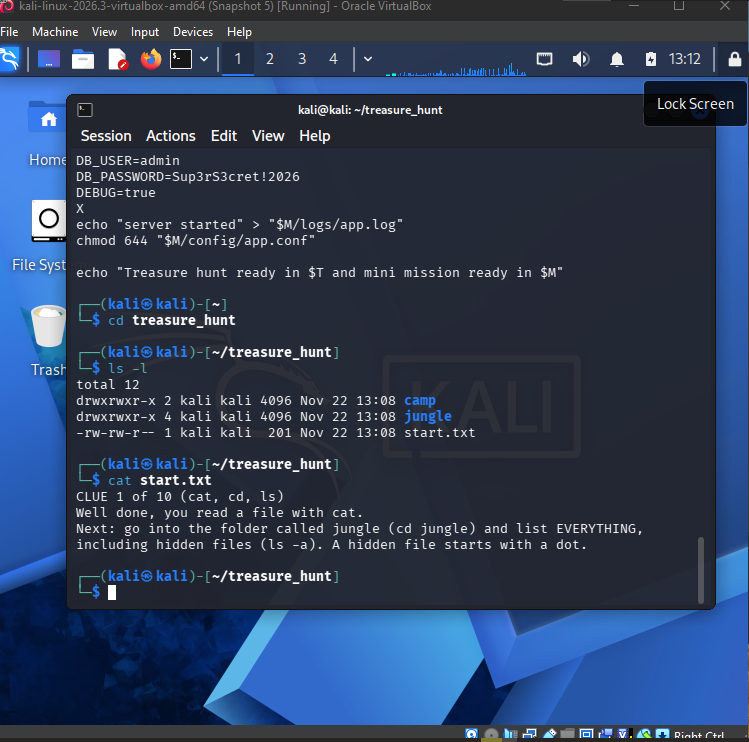 kali-linux-2026.3-virtualbox-amd64 (Snapshot 5) [Running] - Oracle VirtualBox
File Machine View Input Devices Help
1 2 3 4 13:12
Lock Screen
kali@kali: ~/treasure_hunt
Session Actions Edit View Help
Home
File Syst
Trash
DB_USER=admin
DB_PASSWORD=Sup3rS3cret!2026
DEBUG=true
X
echo "server started" > "$M/logs/app.log"
chmod 644 "$M/config/app.conf"
echo "Treasure hunt ready in $T and mini mission ready in $M"
┌──(kali㉿kali)-[~]
└─$ cd treasure_hunt
┌──(kali㉿kali)-[~/treasure_hunt]
└─$ ls -l
total 12
drwxrwxr-x 2 kali kali 4096 Nov 22 13:08 camp
drwxrwxr-x 4 kali kali 4096 Nov 22 13:08 jungle
-rw-rw-r-- 1 kali kali  201 Nov 22 13:08 start.txt
┌──(kali㉿kali)-[~/treasure_hunt]
└─$ cat start.txt
CLUE 1 of 10 (cat, cd, ls)
Well done, you read a file with cat.
Next: go into the folder called jungle (cd jungle) and list EVERYTHING,
including hidden files (ls -a). A hidden file starts with a dot.
┌──(kali㉿kali)-[~/treasure_hunt]
└─$
KALI
Right Ctrl